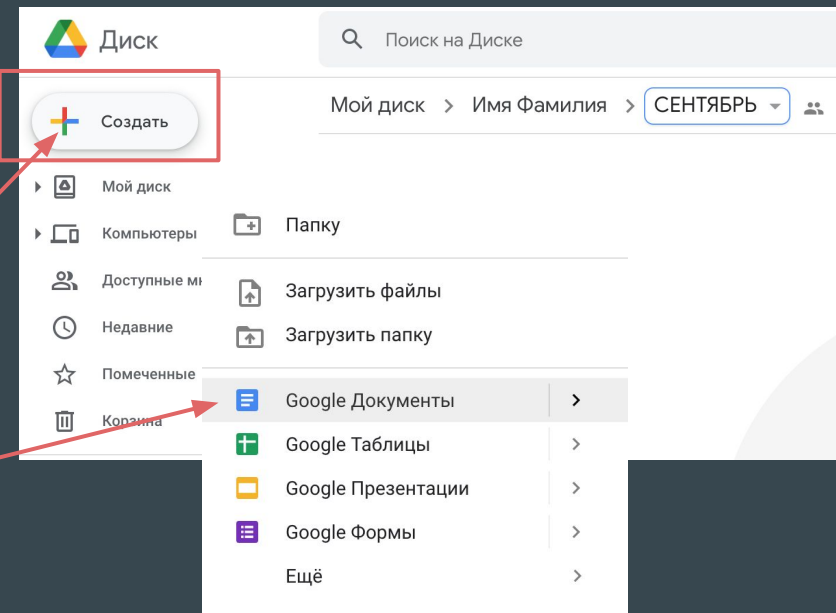 Диск
Поиск на Диске
Создать
Мой диск > Имя Фамилия > СЕНТЯБРЬ
Мой диск
Компьютеры
Доступные
Недавние
Помеченные
Корзина
Папку
Загрузить файлы
Загрузить папку
Google Документы
Google Таблицы
Google Презентации
Google Формы
Ещё